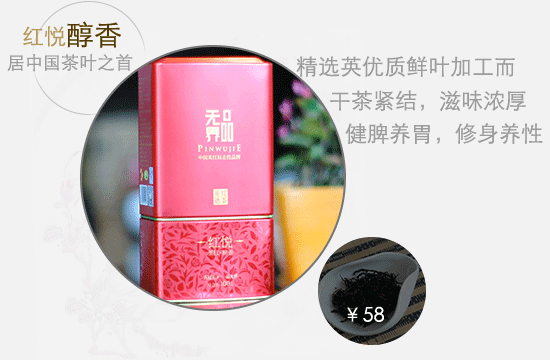 红悦醇香
居中国茶叶之首
精选英优质鲜叶加工而
干茶紧结，滋味浓厚
健脾养胃，修身养性
品无界
PINWUJIE
红悦
￥58